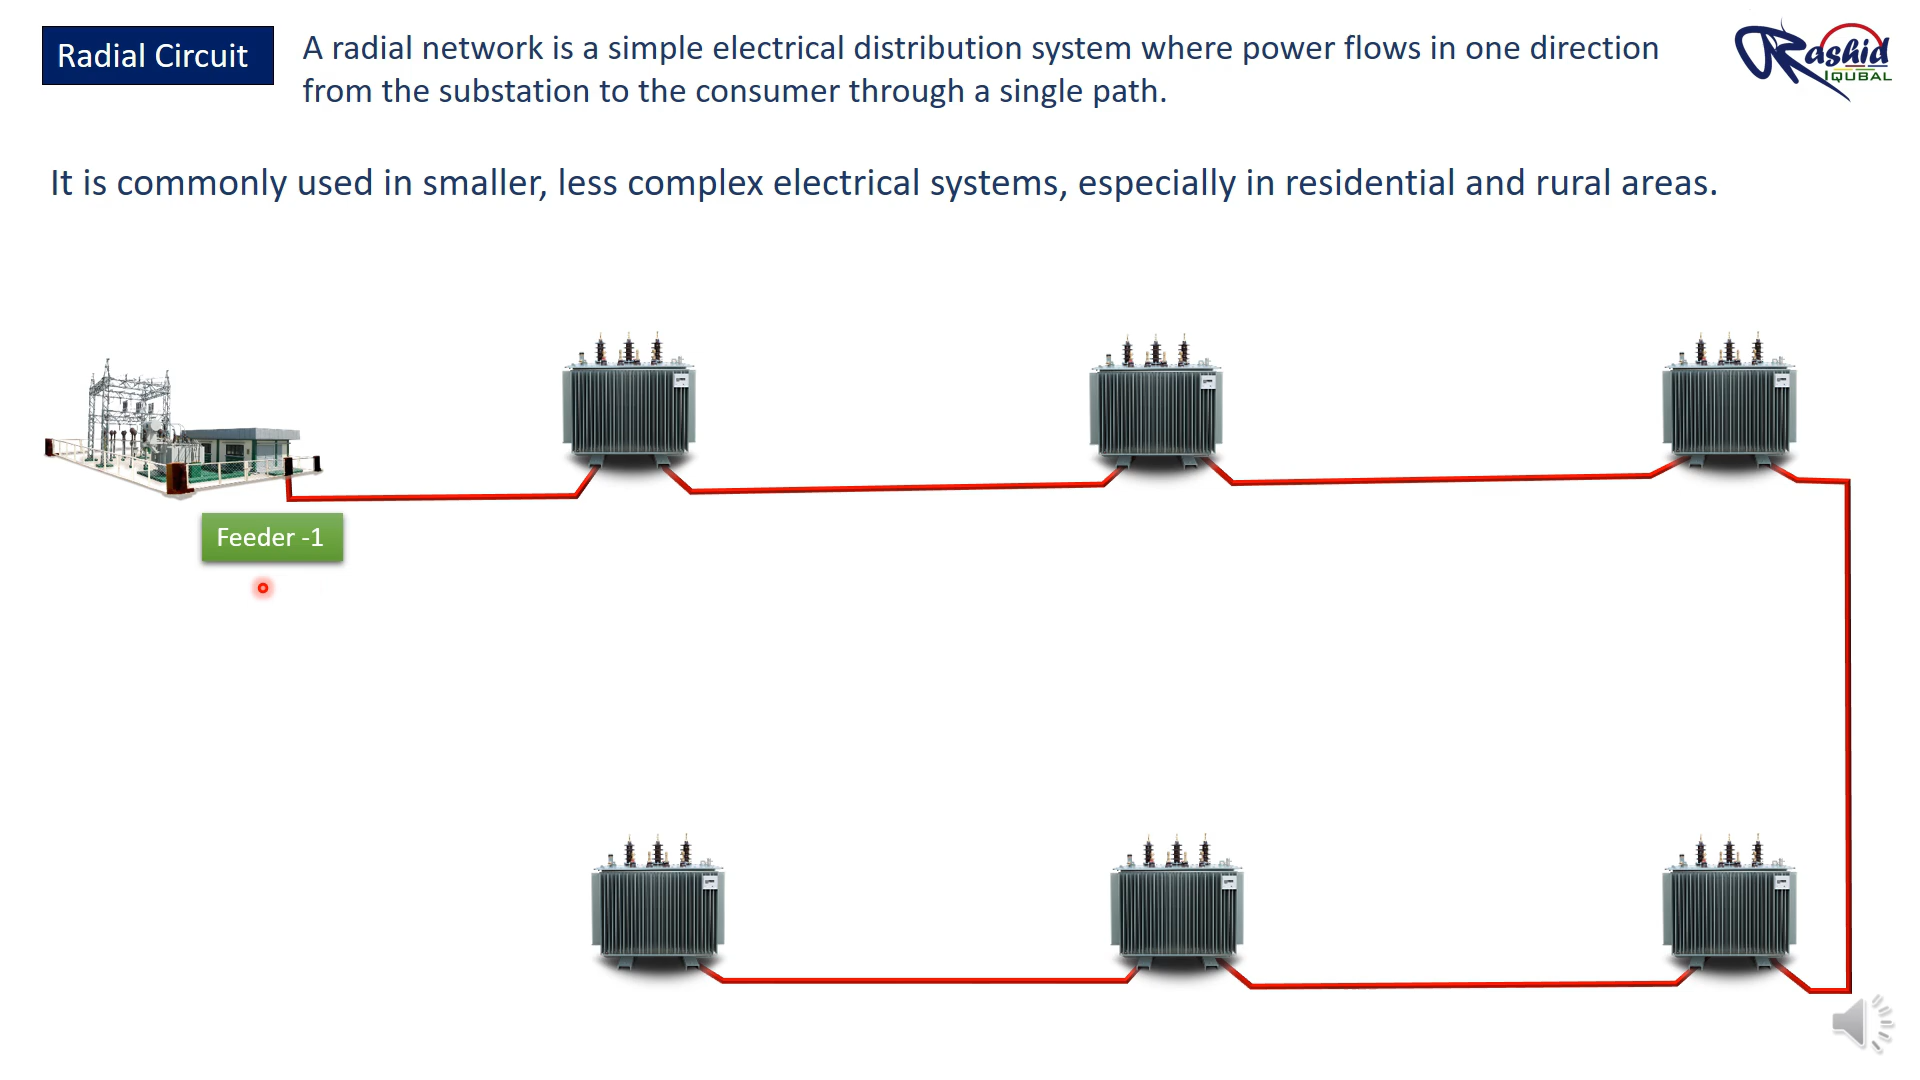 Radial Circuit
A radial network is a simple electrical distribution system where power flows in one direction
from the substation to the consumer through a single path.
Rashid
IQUBAL
It is commonly used in smaller, less complex electrical systems, especially in residential and rural areas.
Feeder -1